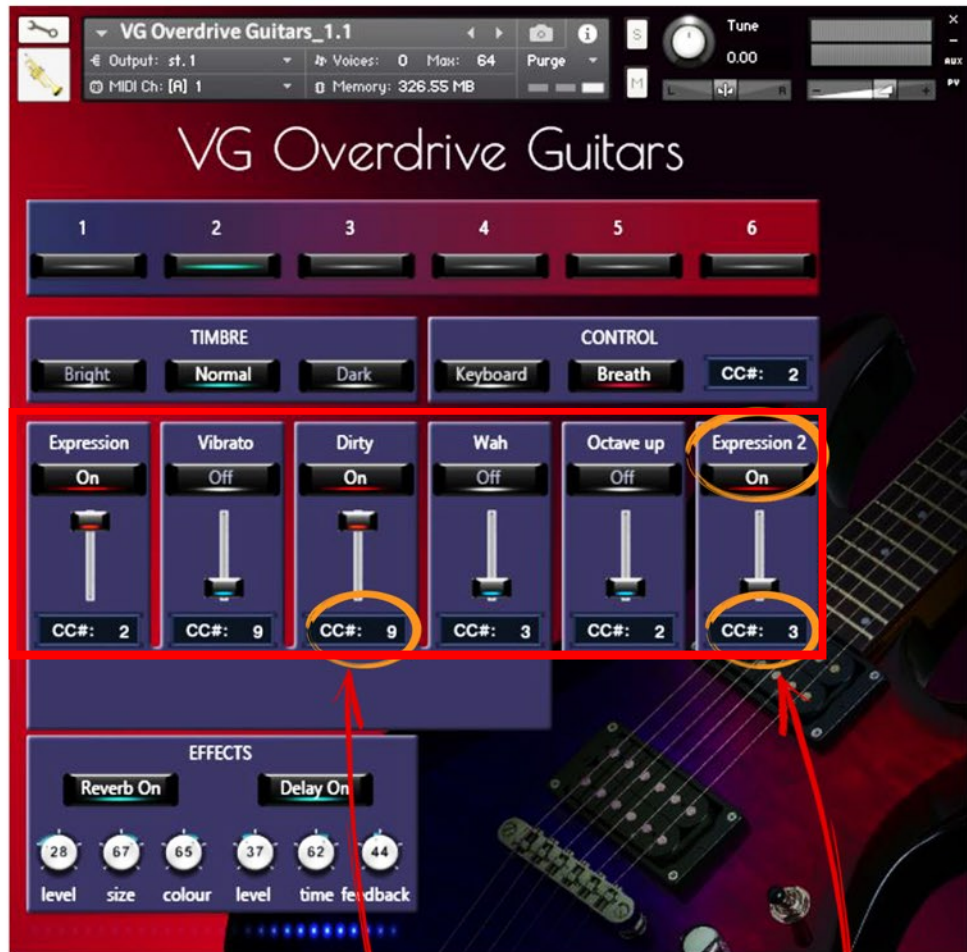 VG Overdrive Guitars_1.1
S
Tune
Output: st.1
Voices: 0 Max: 64
Purge
0.00
AUX
MIDI Ch: [A] 1
Memory: 326.55 MB
M
L
R
PV
VG Overdrive Guitars
1 2 3 4 5 6
TIMBRE
CONTROL
Bright Normal Dark
Keyboard Breath CC#: 2
Expression Vibrato Dirty Wah Octave up Expression 2
On Off On Off Off On
CC#: 2 CC#: 9 CC#: 9 CC#: 3 CC#: 2 CC#: 3
EFFECTS
Reverb On Delay On
28 67 65 37 62 44
level size colour level time feedback